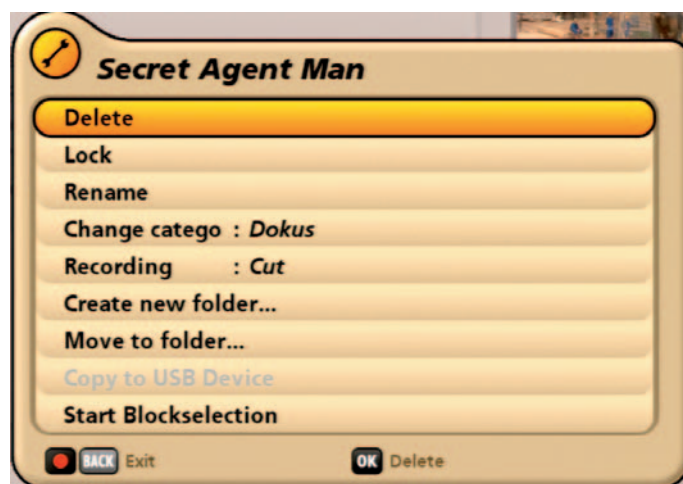 Secret Agent Man
Delete
Lock
Rename
Change catego : Dokus
Recording : Cut
Create new folder...
Move to folder...
Copy to USB Device
Start Blockselection
BACK Exit OK Delete